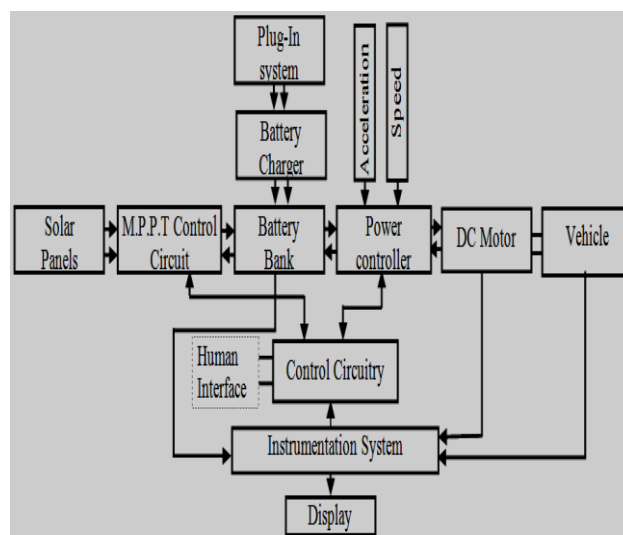 Plug-In
system
Acceleration
Speed
Battery
Charger
Solar
Panels
M.P.P.T Control
Circuit
Battery
Bank
Power
controller
DC Motor
Vehicle
Human
Interface
Control Circuitry
Instrumentation System
Display